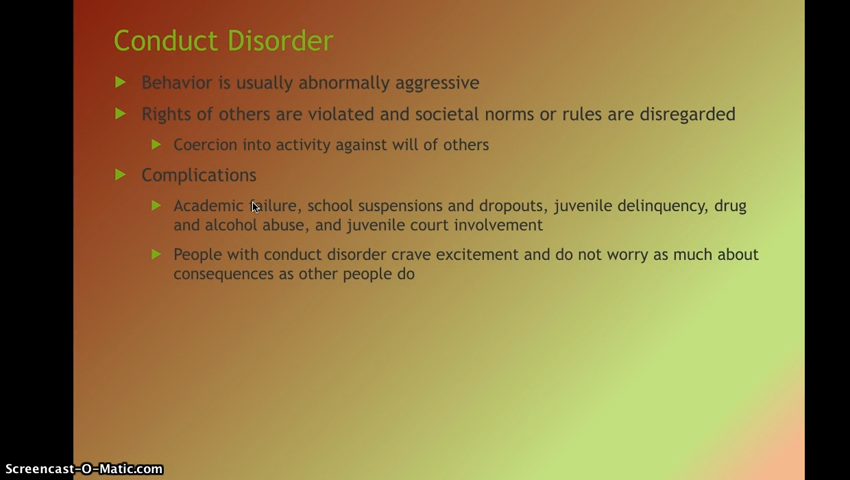 Conduct Disorder
Behavior is usually abnormally aggressive
Rights of others are violated and societal norms or rules are disregarded
Coercion into activity against will of others
Complications
Academic failure, school suspensions and dropouts, juvenile delinquency, drug
and alcohol abuse, and juvenile court involvement
People with conduct disorder crave excitement and do not worry as much about
consequences as other people do
Screencast-O-Matic.com